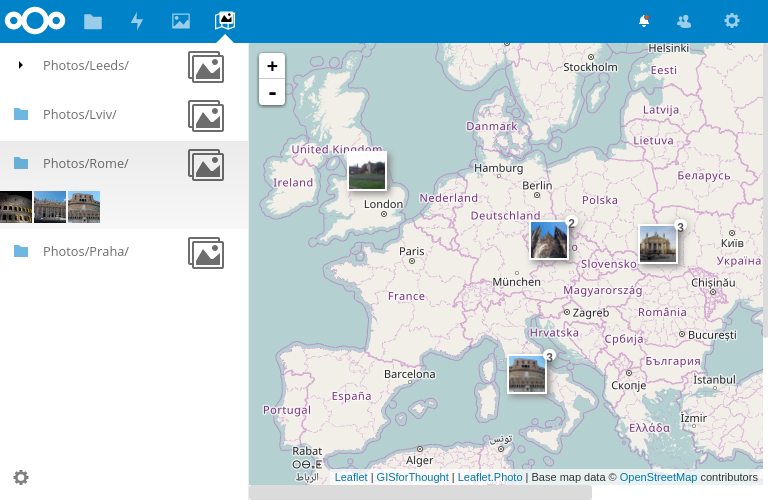 Photos/Leeds/
Photos/Lviv/
Photos/Rome/
Photos/Praha/
+
-
Helsinki
Stockholm
Eesti
Latvija
Danmark
Lietuva
United Kingdom
Hamburg
Беларусь
Ireland
Berlin
Nederland
Polska
London
Deutschland
2
3
Київ
Paris
Slovensko
Україна
München
Chișinău
France
Magyarország
Zagreb
România
Hrvatska
Србија
București
3
България
Barcelona
Скопје
Istanbul
España
Portugal
İzmir
Ελλάδα
تونس
Rabat
Alger
الرباط
Leaflet | GISforThought | Leaflet.Photo | Base map data © OpenStreetMap contributors